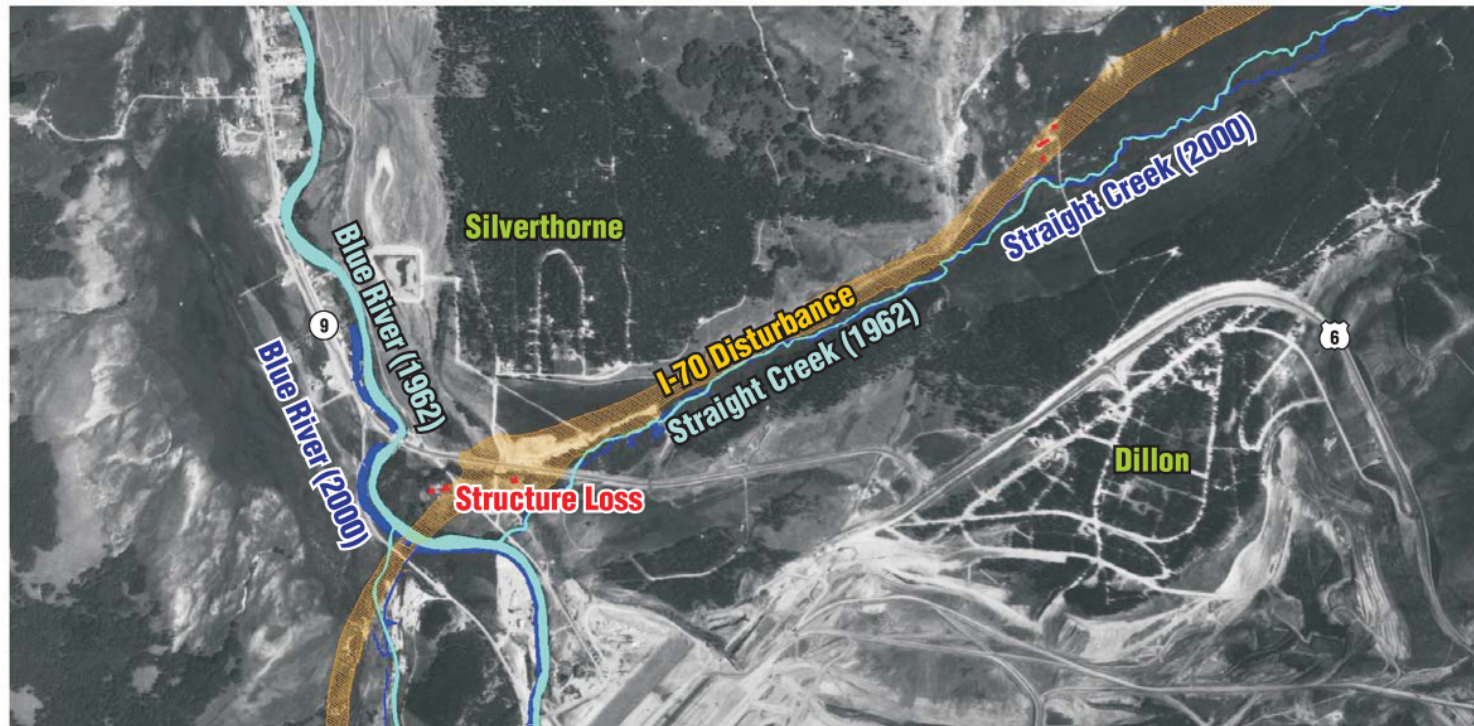 Silverthorne
Straight Creek (2000)
Blue River (1962)
9
I-70 Disturbance
6
Blue River (2000)
Straight Creek (1962)
Dillon
Structure Loss